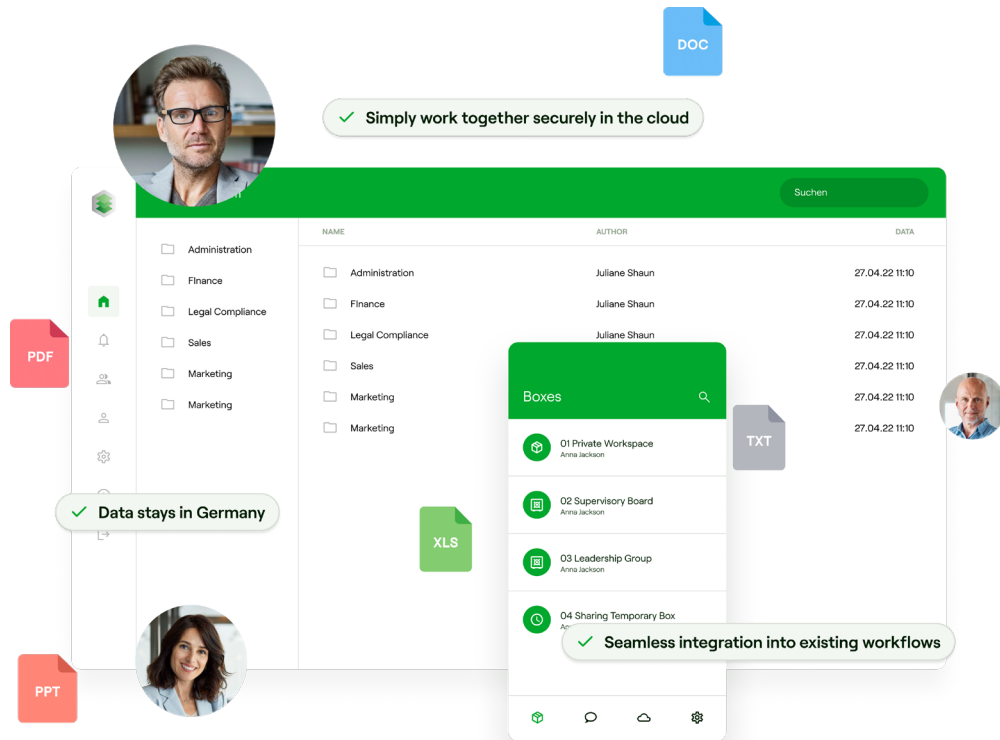 DOC
Simply work together securely in the cloud
Suchen
NAME AUTHOR DATA
Administration
FInance
Legal Compliance
Sales
Marketing
Marketing
Administration Juliane Shaun 27.04.22 11:10
FInance Juliane Shaun 27.04.22 11:10
Legal Compliance Juliane Shaun 27.04.22 11:10
Sales 27.04.22 11:10
Marketing 27.04.22 11:10
Marketing 27.04.22 11:10
PDF
Boxes
01 Private Workspace
Anna Jackson
02 Supervisory Board
Anna Jackson
03 Leadership Group
Anna Jackson
04 Sharing Temporary Box
TXT
XLS
Data stays in Germany
Seamless integration into existing workflows
PPT